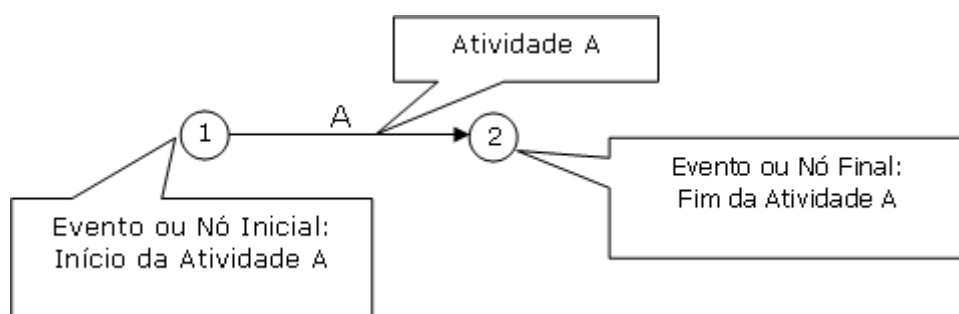 Atividade A
A
1
2
Evento ou Nó Final:
Fim da Atividade A
Evento ou Nó Inicial:
Início da Atividade A